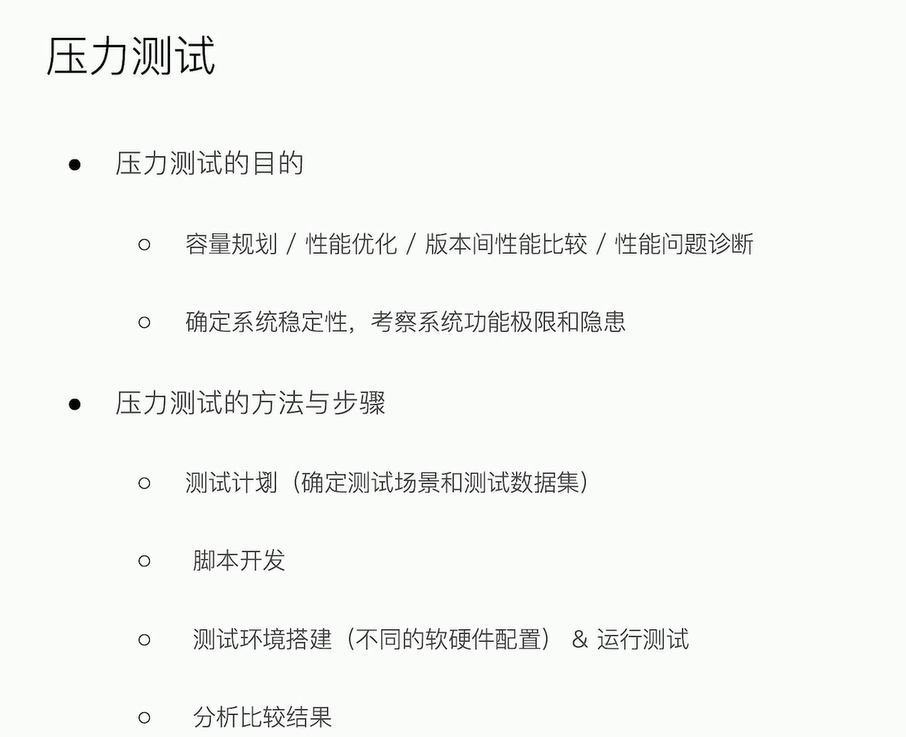 压力测试
压力测试的目的
容量规划 / 性能优化 / 版本间性能比较 / 性能问题诊断
确定系统稳定性，考察系统功能极限和隐患
压力测试的方法与步骤
测试计划（确定测试场景和测试数据集）
脚本开发
测试环境搭建（不同的软硬件配置） & 运行测试
分析比较结果